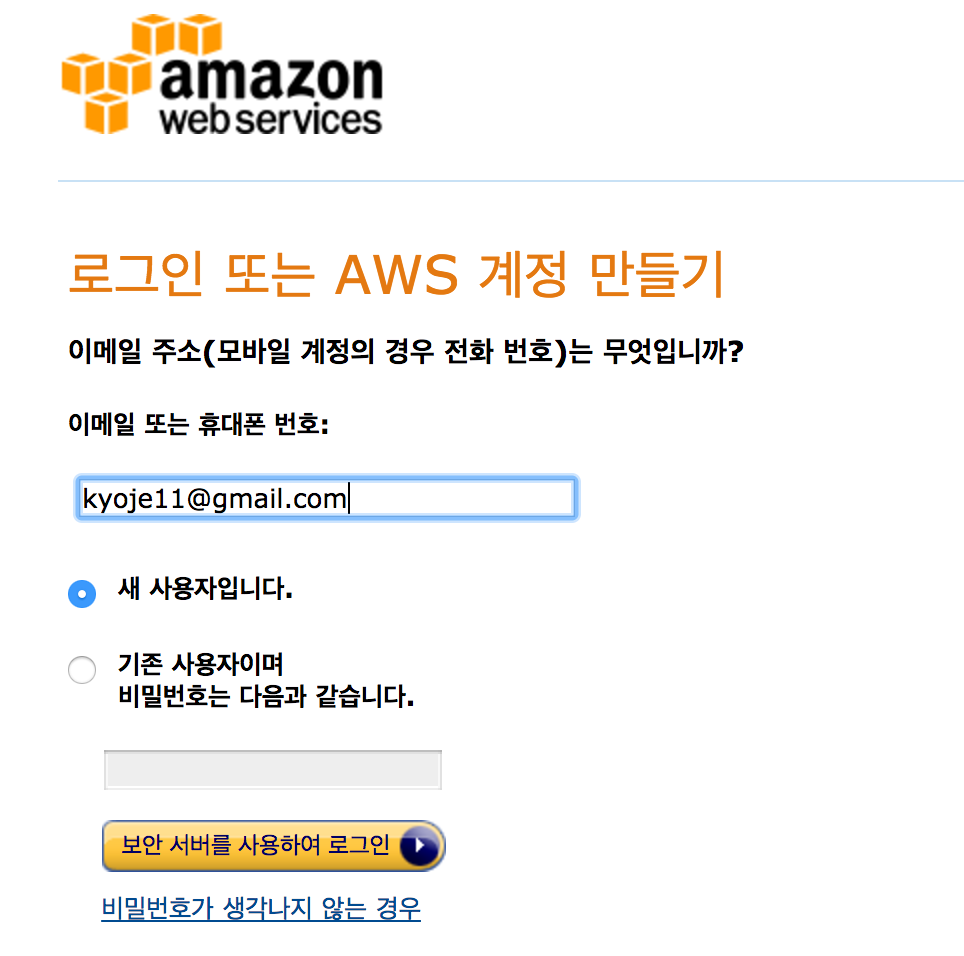 amazon
web services
로그인 또는 AWS 계정 만들기
이메일 주소(모바일 계정의 경우 전화 번호)는 무엇입니까?
이메일 또는 휴대폰 번호:
kyoje11@gmail.com
새 사용자입니다.
기존 사용자이며
비밀번호는 다음과 같습니다.
보안 서버를 사용하여 로그인
비밀번호가 생각나지 않는 경우